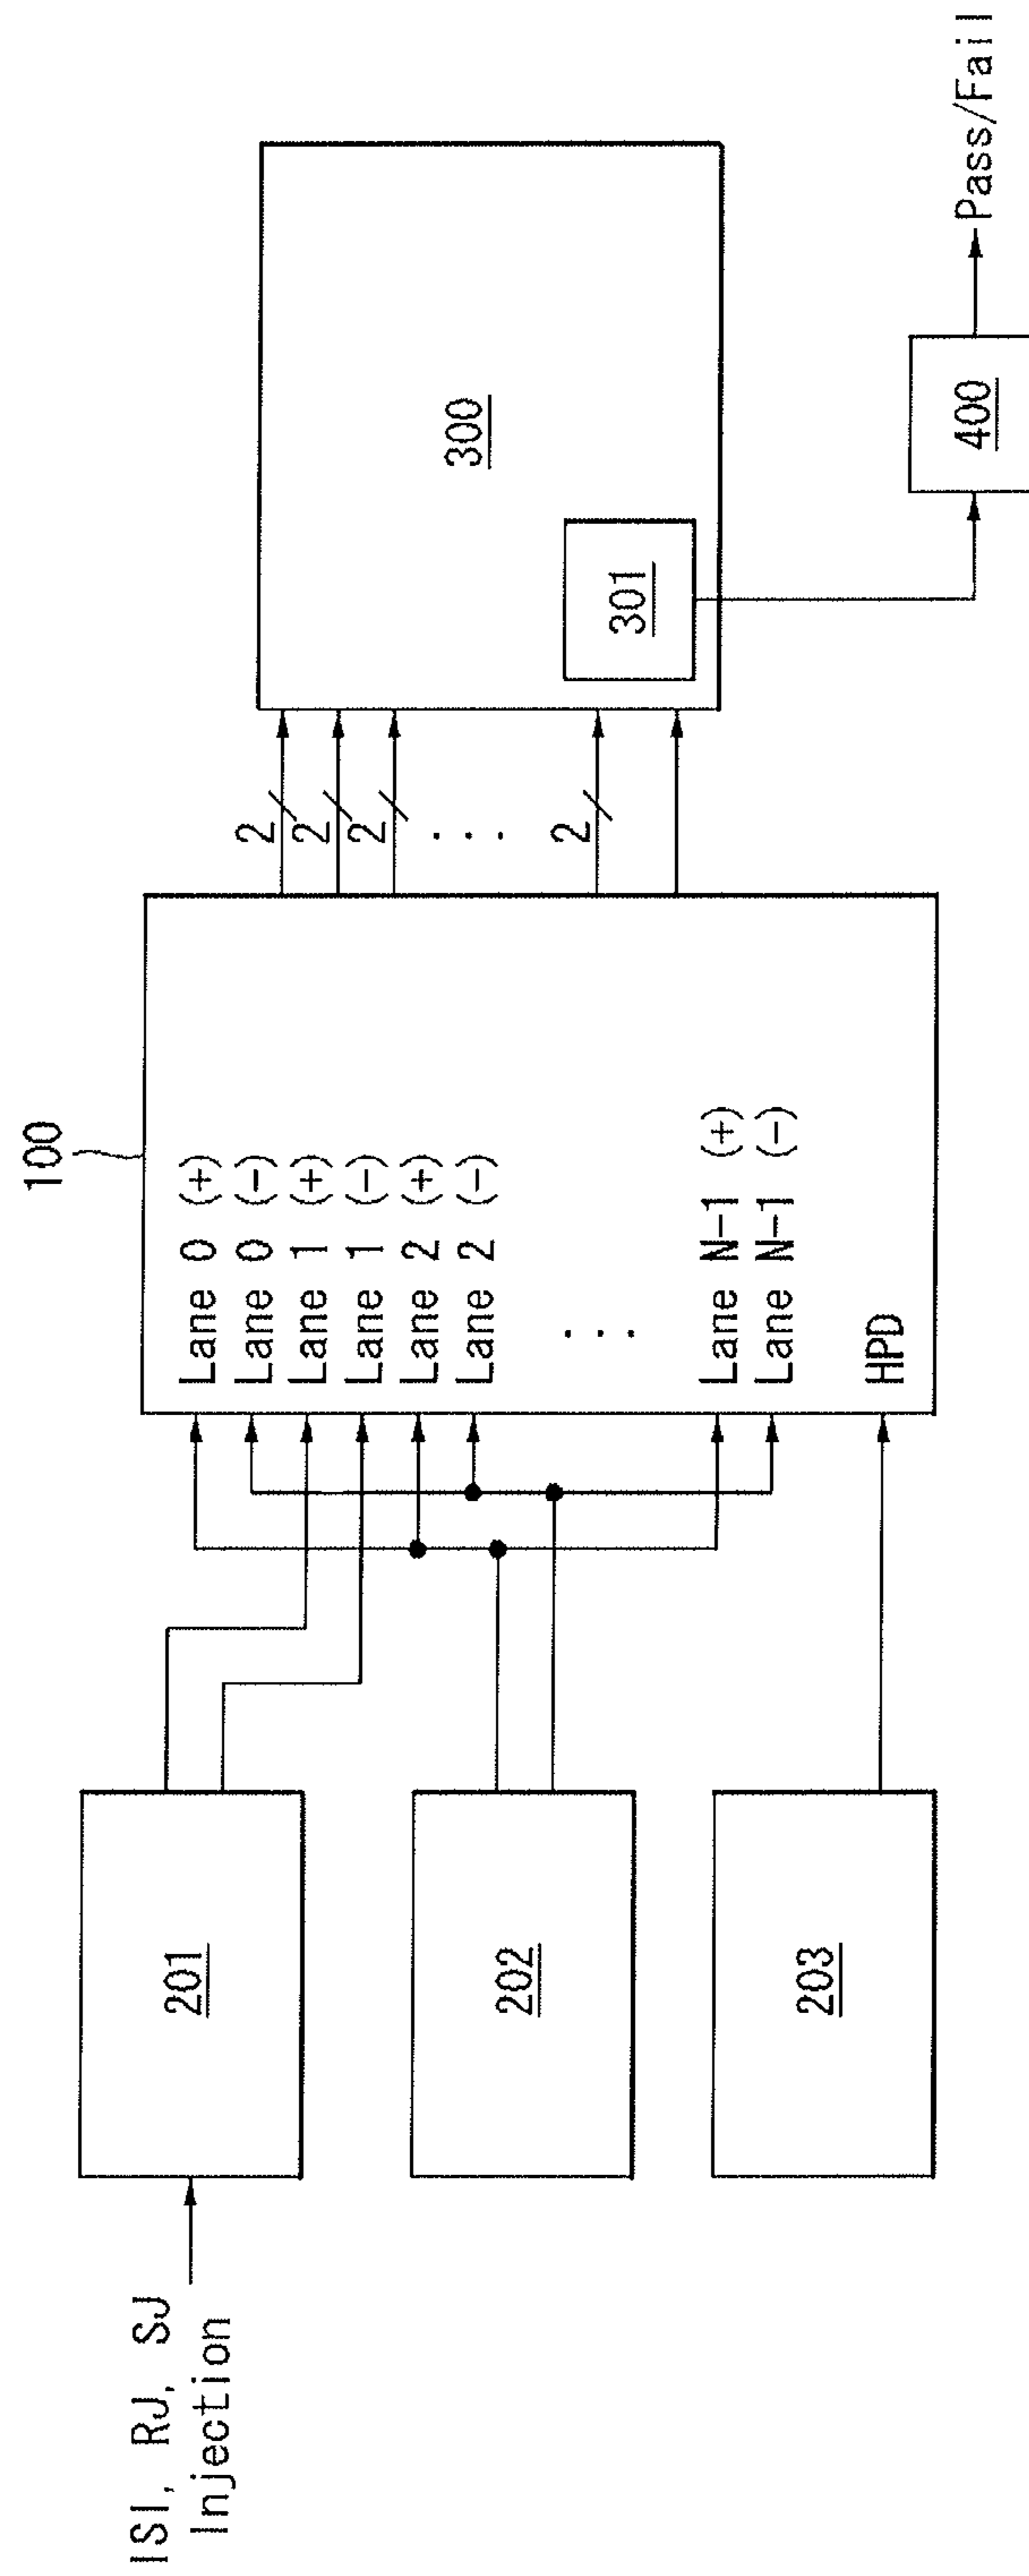 100
ISI, RJ, SJ
Injection
201
202
203
Lane 0 (+)
Lane 0 (-)
Lane 1 (+)
Lane 1 (-)
Lane 2 (+)
Lane 2 (-)
...
Lane N-1 (+)
Lane N-1 (-)
HPD
2
2
2
...
2
300
301
400
Pass/Fail